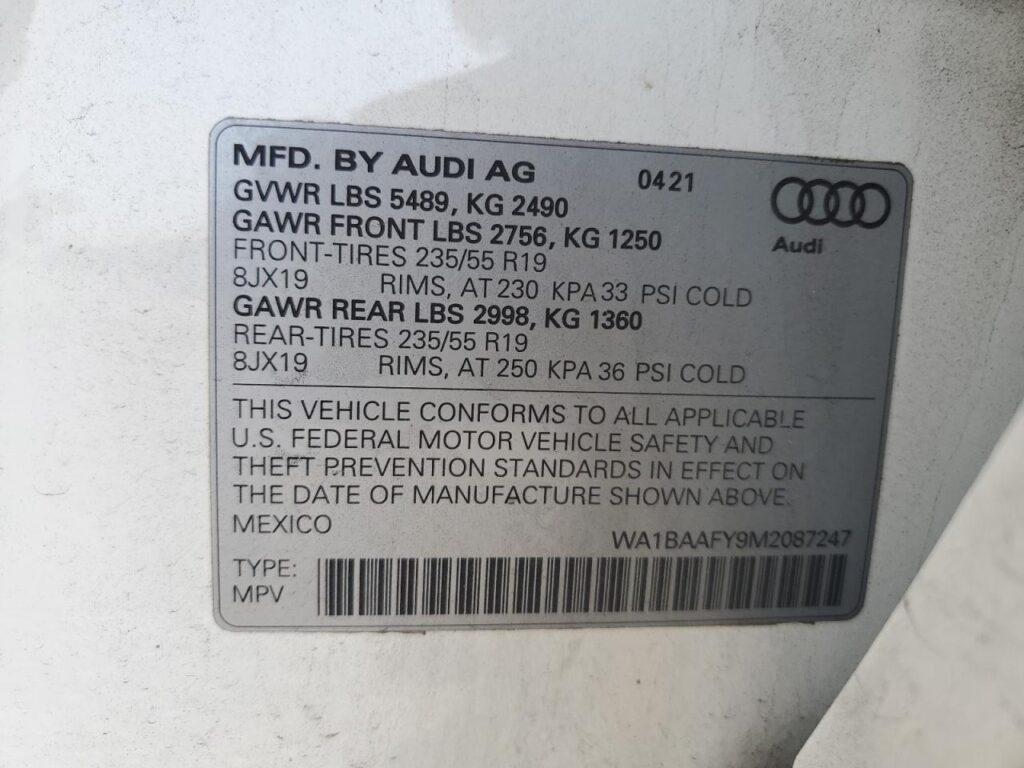 MFD. BY AUDI AG 0421
GVWR LBS 5489, KG 2490
GAWR FRONT LBS 2756, KG 1250
FRONT-TIRES 235/55 R19
8JX19 RIMS, AT 230 KPA 33 PSI COLD
GAWR REAR LBS 2998, KG 1360
REAR-TIRES 235/55 R19
8JX19 RIMS, AT 250 KPA 36 PSI COLD
Audi
THIS VEHICLE CONFORMS TO ALL APPLICABLE
U.S. FEDERAL MOTOR VEHICLE SAFETY AND
THEFT PREVENTION STANDARDS IN EFFECT ON
THE DATE OF MANUFACTURE SHOWN ABOVE.
MEXICO
WA1BAAFY9M2087247
TYPE:
MPV